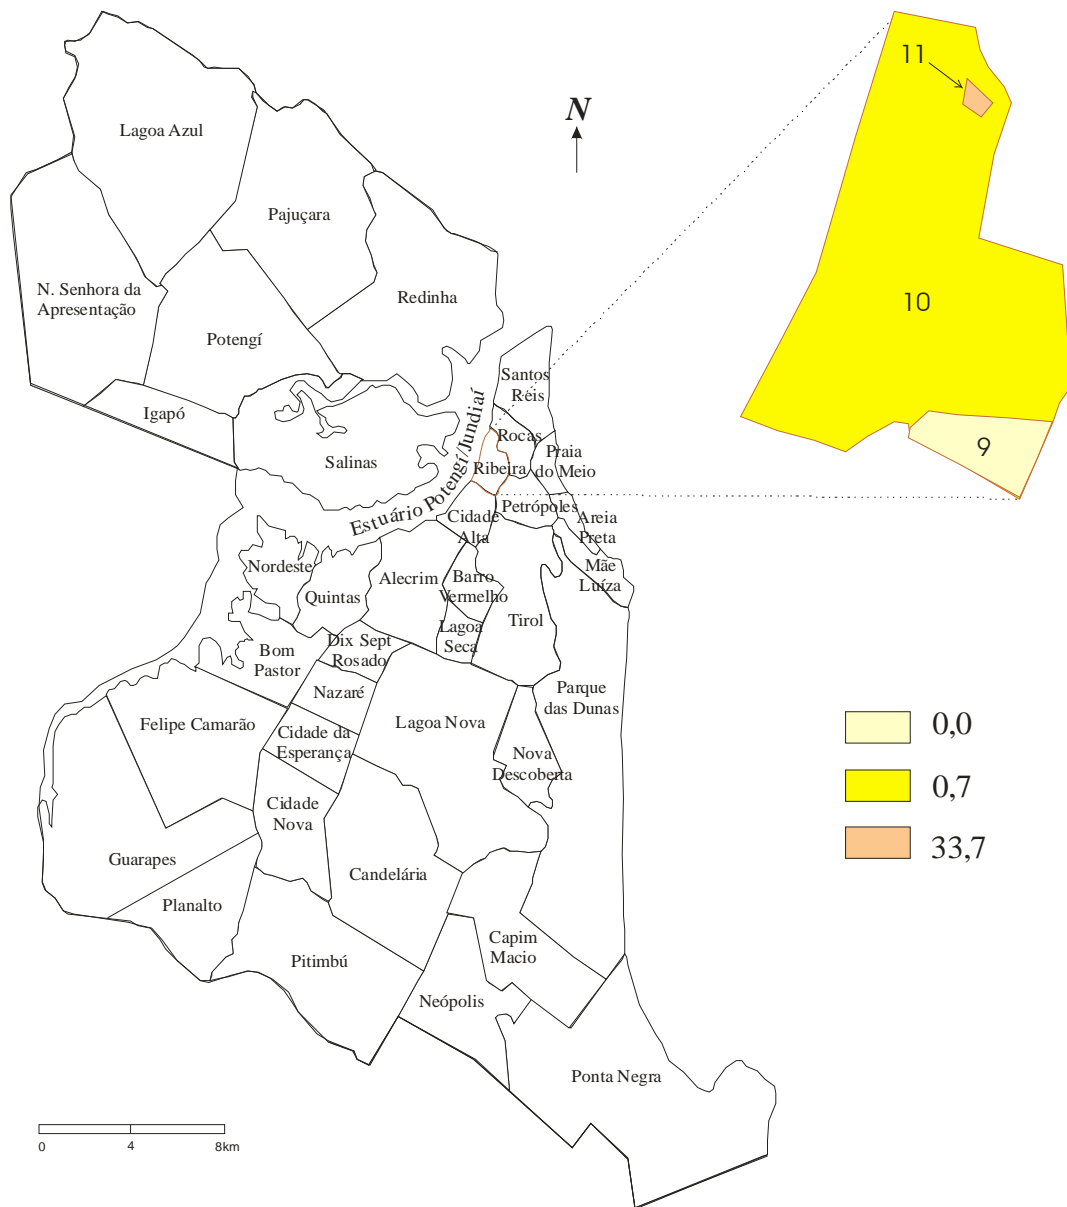 11
N
Lagoa Azul
Pajuçara
N. Senhora da
Apresentação
Redinha
10
Potengí
Santos
Reis
Igapó
Estuário Potengí/Jundiaí
Rocas
Praia
do Meio
9
Salinas
Ribeira
Petrópoles
Cidade
Alta
Areia
Preta
Nordeste
Alecrim
Barro
Vermelho
Mãe
Luíza
Quintas
Tirol
Lagoa
Seca
Dix Sept
Rosado
Bom
Pastor
Nazaré
Parque
das Dunas
Felipe Camarão
Lagoa Nova
Cidade da
Esperança
0,0
Nova
Descoberta
0,7
Cidade
Nova
33,7
Guarapes
Candelária
Planalto
Capim
Macio
Pitimbú
Neópolis
Ponta Negra
0
4
8km